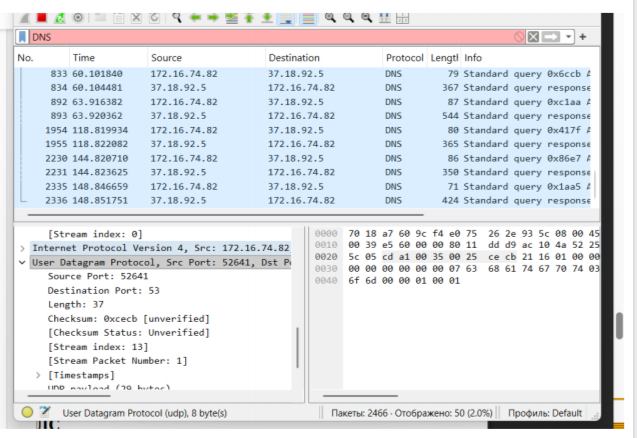 DNS
No. Time Source Destination Protocol Lengtl Info
833 60.101840 172.16.74.82 37.18.92.5 DNS 79 Standard query 0x6ccb A
834 60.104481 37.18.92.5 172.16.74.82 DNS 367 Standard query response
892 63.916382 172.16.74.82 37.18.92.5 DNS 87 Standard query 0xc1aa A
893 63.920362 37.18.92.5 172.16.74.82 DNS 544 Standard query response
1954 118.819934 172.16.74.82 37.18.92.5 DNS 80 Standard query 0x417f A
1955 118.822082 37.18.92.5 172.16.74.82 DNS 365 Standard query response
2230 144.820710 172.16.74.82 37.18.92.5 DNS 86 Standard query 0x86e7 A
2231 144.823625 37.18.92.5 172.16.74.82 DNS 350 Standard query response
2335 148.846659 172.16.74.82 37.18.92.5 DNS 71 Standard query 0x1aa5 A
2336 148.851751 37.18.92.5 172.16.74.82 DNS 424 Standard query response
[Stream index: 0]
Internet Protocol Version 4, Src: 172.16.74.82
User Datagram Protocol, Src Port: 52641, Dst Po
Source Port: 52641
Destination Port: 53
Length: 37
Checksum: 0xcecb [unverified]
[Checksum Status: Unverified]
[Stream index: 13]
[Stream Packet Number: 1]
[Timestamps]
UDP payload (29 bytes)
0000 70 18 a7 60 9c f4 e0 75 26 2e 93 5c 08 00 45
0010 00 39 e5 60 00 00 80 11 dd d9 ac 10 4a 52 25
0020 5c 05 cd a1 00 35 00 25 ce cb 21 16 01 00 00
0030 00 00 00 00 00 00 07 63 68 61 74 67 70 74 03
0040 6f 6d 00 00 01 00 01
User Datagram Protocol (udp), 8 byte(s)
Пакеты: 2466 · Отображено: 50 (2.0%)
Профиль: Default